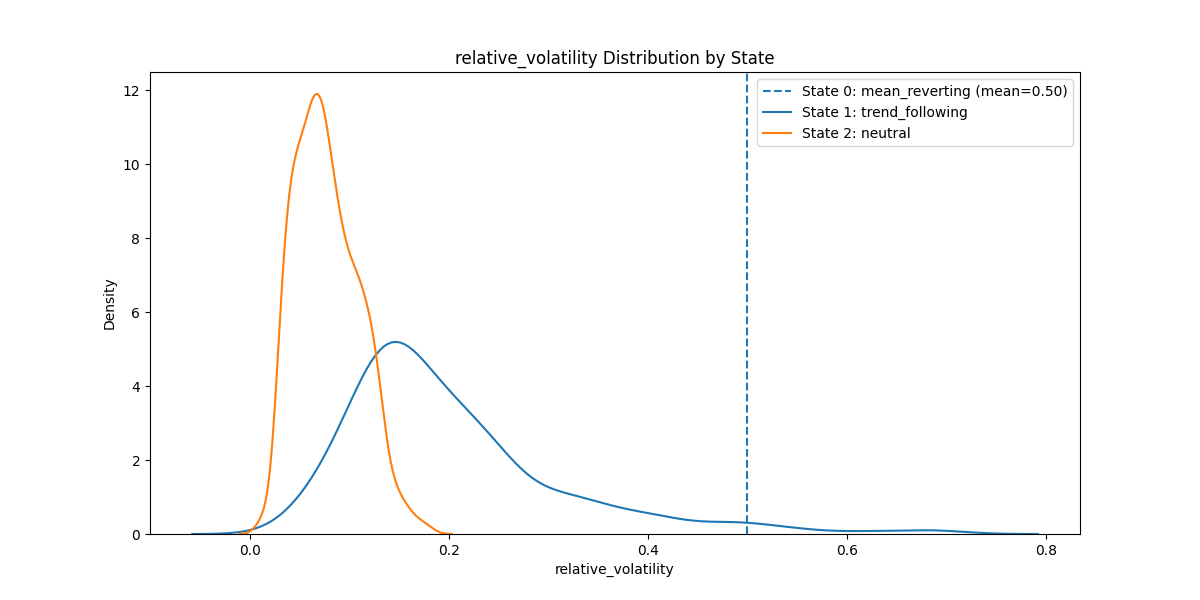 relative_volatility Distribution by State
State 0: mean_reverting (mean=0.50)
State 1: trend_following
State 2: neutral
12
10
8
6
4
2
0
Density
0.0
0.2
0.4
0.6
0.8
relative_volatility